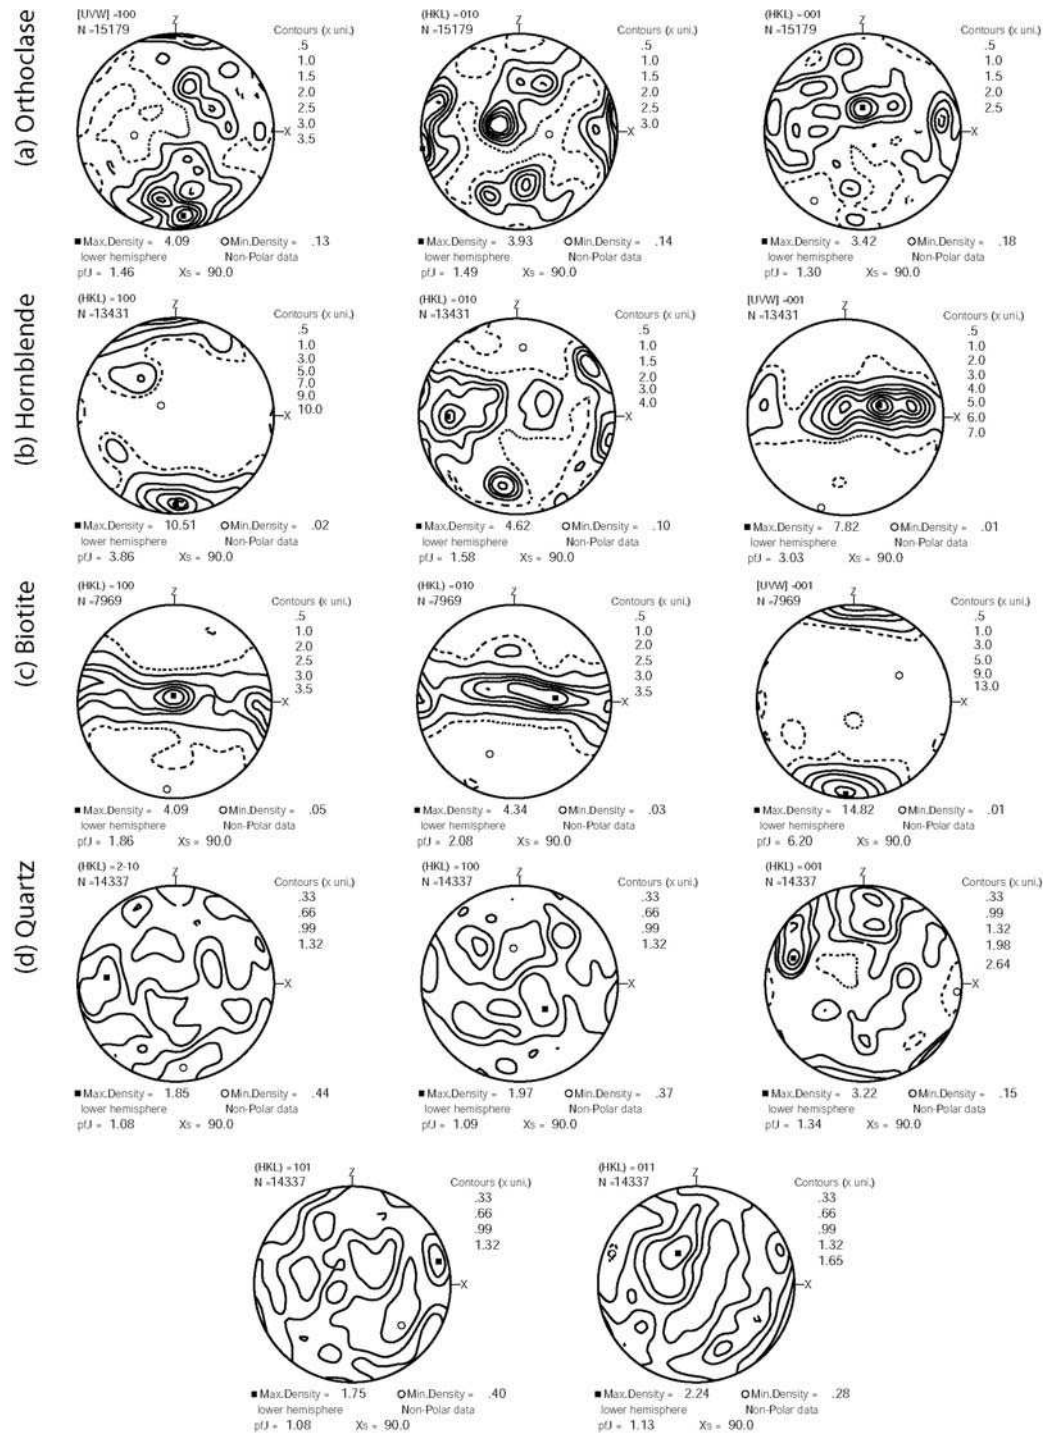 (a) Orthoclase
[UVW] =100
N =15179
Z
Contours (x uni.)
.5
1.0
1.5
2.0
2.5
3.0
3.5
X
■ Max.Density = 4.09 O Min.Density = .13
lower hemisphere Non-Polar data
pfJ = 1.46 Xs = 90.0
(HKL) =010
N =15179
Z
Contours (x uni.)
.5
1.0
1.5
2.0
2.5
3.0
X
■ Max.Density = 3.93 O Min.Density = .14
lower hemisphere Non-Polar data
pfJ = 1.49 Xs = 90.0
(HKL) =001
N =15179
Z
Contours (x uni.)
.5
1.0
1.5
2.0
2.5
X
■ Max.Density = 3.42 O Min.Density = .18
lower hemisphere Non-Polar data
pfJ = 1.30 Xs = 90.0
(b) Hornblende
(HKL) =100
N =13431
Z
Contours (x uni.)
.5
1.0
3.0
5.0
7.0
9.0
10.0
X
■ Max.Density = 10.51 O Min.Density = .02
lower hemisphere Non-Polar data
pfJ = 3.86 Xs = 90.0
(HKL) =010
N =13431
Z
Contours (x uni.)
.5
1.0
1.5
2.0
3.0
4.0
X
■ Max.Density = 4.62 O Min.Density = .10
lower hemisphere Non-Polar data
pfJ = 1.58 Xs = 90.0
[UVW] =001
N =13431
Z
Contours (x uni.)
.5
1.0
2.0
3.0
4.0
5.0
6.0
7.0
X
■ Max.Density = 7.82 O Min.Density = .01
lower hemisphere Non-Polar data
pfJ = 3.03 Xs = 90.0
(c) Biotite
(HKL) =100
N =7969
Z
Contours (x uni.)
.5
1.0
2.0
2.5
3.0
3.5
X
■ Max.Density = 4.09 O Min.Density = .05
lower hemisphere Non-Polar data
pfJ = 1.86 Xs = 90.0
(HKL) =010
N =7969
Z
Contours (x uni.)
.5
1.0
2.0
2.5
3.0
3.5
X
■ Max.Density = 4.34 O Min.Density = .03
lower hemisphere Non-Polar data
pfJ = 2.08 Xs = 90.0
[UVW] =001
N =7969
Z
Contours (x uni.)
.5
1.0
3.0
5.0
9.0
13.0
X
■ Max.Density = 14.82 O Min.Density = .01
lower hemisphere Non-Polar data
pfJ = 6.20 Xs = 90.0
(d) Quartz
(HKL) =2-10
N =14337
Z
Contours (x uni.)
.33
.66
.99
1.32
X
■ Max.Density = 1.85 O Min.Density = .44
lower hemisphere Non-Polar data
pfJ = 1.08 Xs = 90.0
(HKL) =100
N =14337
Z
Contours (x uni.)
.33
.66
.99
1.32
X
■ Max.Density = 1.97 O Min.Density = .37
lower hemisphere Non-Polar data
pfJ = 1.09 Xs = 90.0
(HKL) =001
N =14337
Z
Contours (x uni.)
.33
.99
1.32
1.98
2.64
X
■ Max.Density = 3.22 O Min.Density = .15
lower hemisphere Non-Polar data
pfJ = 1.34 Xs = 90.0
(HKL) =101
N =14337
Z
Contours (x uni.)
.33
.66
.99
1.32
X
■ Max.Density = 1.75 O Min.Density = .40
lower hemisphere Non-Polar data
pfJ = 1.08 Xs = 90.0
(HKL) =011
N =14337
Z
Contours (x uni.)
.33
.66
.99
1.32
1.65
X
■ Max.Density = 2.24 O Min.Density = .28
lower hemisphere Non-Polar data
pfJ = 1.13 Xs = 90.0